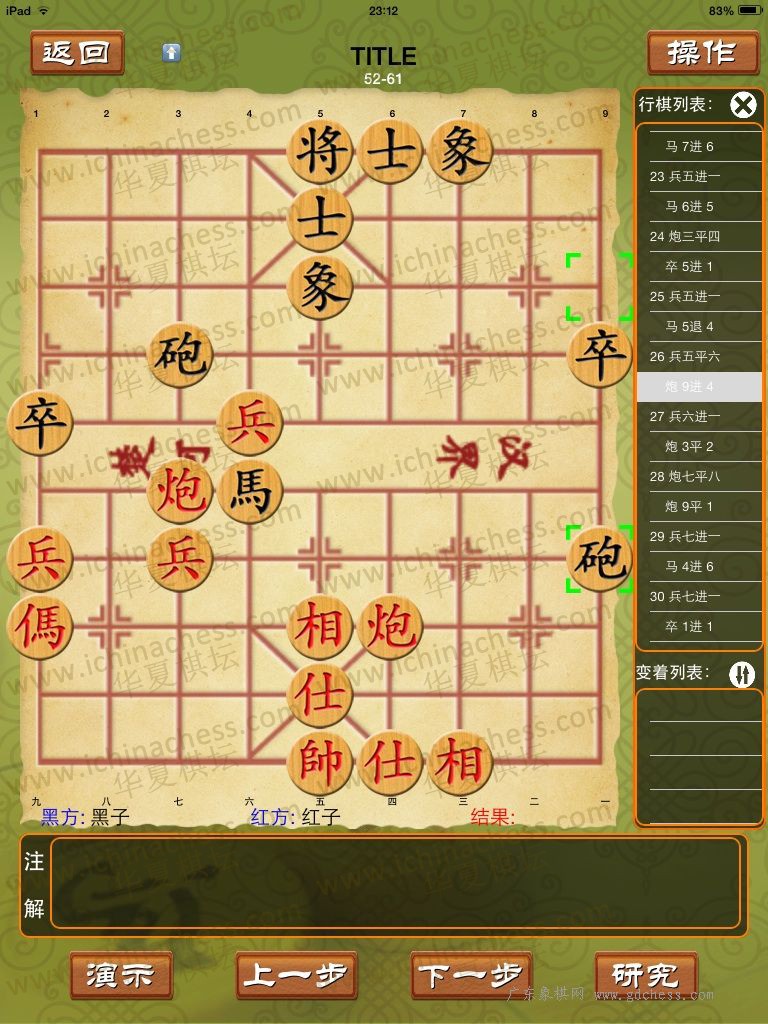 iPad 23:12 83%
返回 TITLE 操作
52-61
1 2 3 4 5 6 7 8 9
将 士 象
士
象
砲 卒
卒 兵
楚 河 汉 界
炮 馬
兵 兵 砲
傌 相 炮
仕
帥 仕 相
九 八 七 六 五 四 三 二 一
黑方: 黑子 红方: 红子 结果:
行棋列表:
马 7进 6
23 兵五进一
马 6进 5
24 炮三平四
卒 5进 1
25 兵五进一
马 5退 4
26 兵五平六
炮 9进 4
27 兵六进一
炮 3平 2
28 炮七平八
炮 9平 1
29 兵七进一
马 4进 6
30 兵七进一
卒 1进 1
变着列表:
注
解
演示 上一步 下一步 研究
广东象棋网 www.gdchess.com
www.ichinachess.com
华夏棋坛